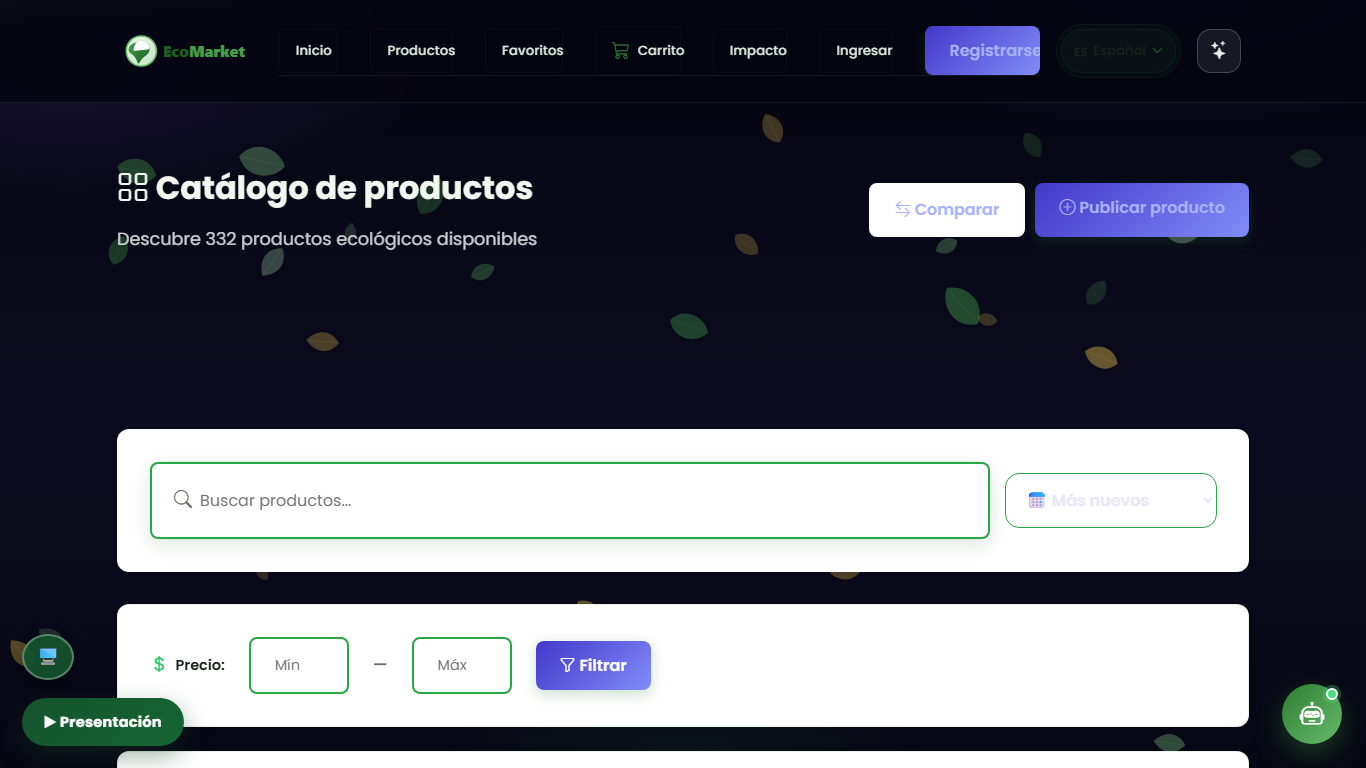 EcoMarket
Inicio
Productos
Favoritos
Carrito
Impacto
Ingresar
Registrarse
ES Español
Catálogo de productos
Descubre 332 productos ecológicos disponibles
Comparar
Publicar producto
Buscar productos...
Más nuevos
$ Precio:
Mín
—
Máx
Filtrar
Presentación